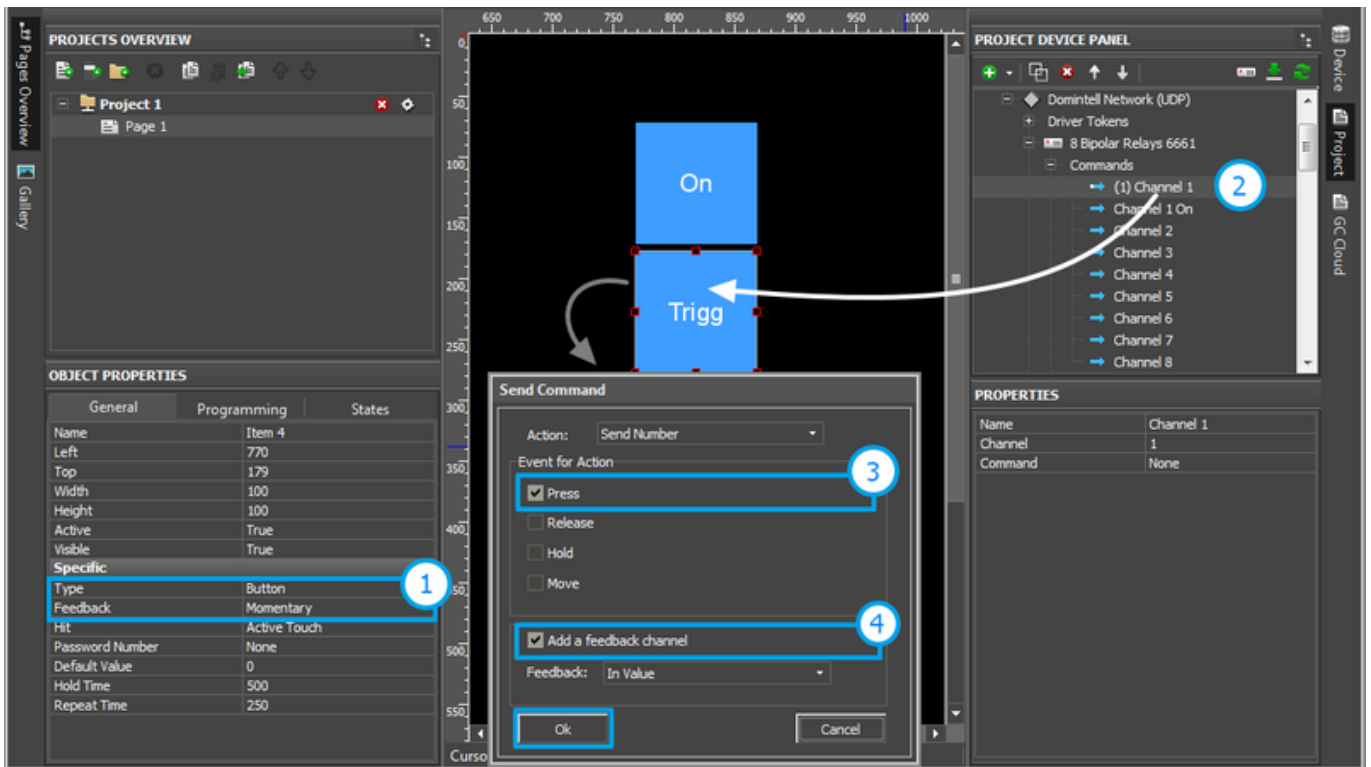 Pages Overview
Gallery
PROJECTS OVERVIEW
Project 1
Page 1
OBJECT PROPERTIES
General Programming States
Name Item 4
Left 770
Top 179
Width 100
Height 100
Active True
Visible True
Specific
Type Button
Feedback Momentary
1
Hit Active Touch
Password Number None
Default Value 0
Hold Time 500
Repeat Time 250
650 700 750 800 850 900 950 1000
0
50
100
150
200
250
300
350
400
50
500
550
On
Trigg
Send Command
Action: Send Number
Event for Action
3
Press
Release
Hold
Move
4
Add a feedback channel
Feedback: In Value
Ok Cancel
Curso
PROJECT DEVICE PANEL
Domintell Network (UDP)
Driver Tokens
8 Bipolar Relays 6661
Commands
(1) Channel 1
2
Channel 1 On
Channel 2
Channel 3
Channel 4
Channel 5
Channel 6
Channel 7
Channel 8
PROPERTIES
Name Channel 1
Channel 1
Command None
Device
Project
GC Cloud